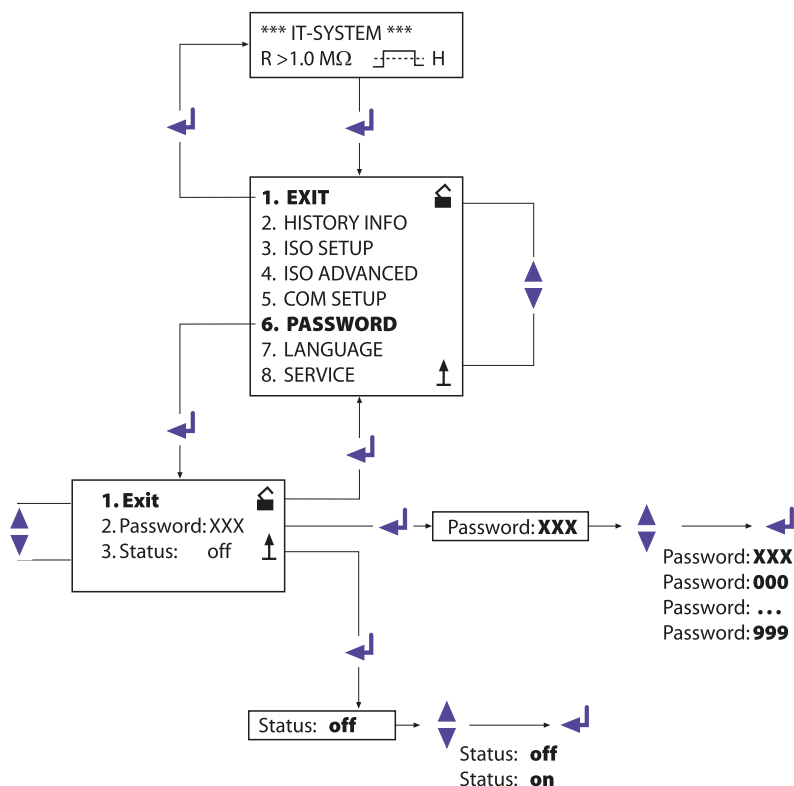 *** IT-SYSTEM ***
R >1.0 MΩ H
1. EXIT
2. HISTORY INFO
3. ISO SETUP
4. ISO ADVANCED
5. COM SETUP
6. PASSWORD
7. LANGUAGE
8. SERVICE
1. Exit
2. Password: XXX
3. Status: off
Password: XXX
Password: XXX
Password: 000
Password: ...
Password: 999
Status: off
Status: off
Status: on